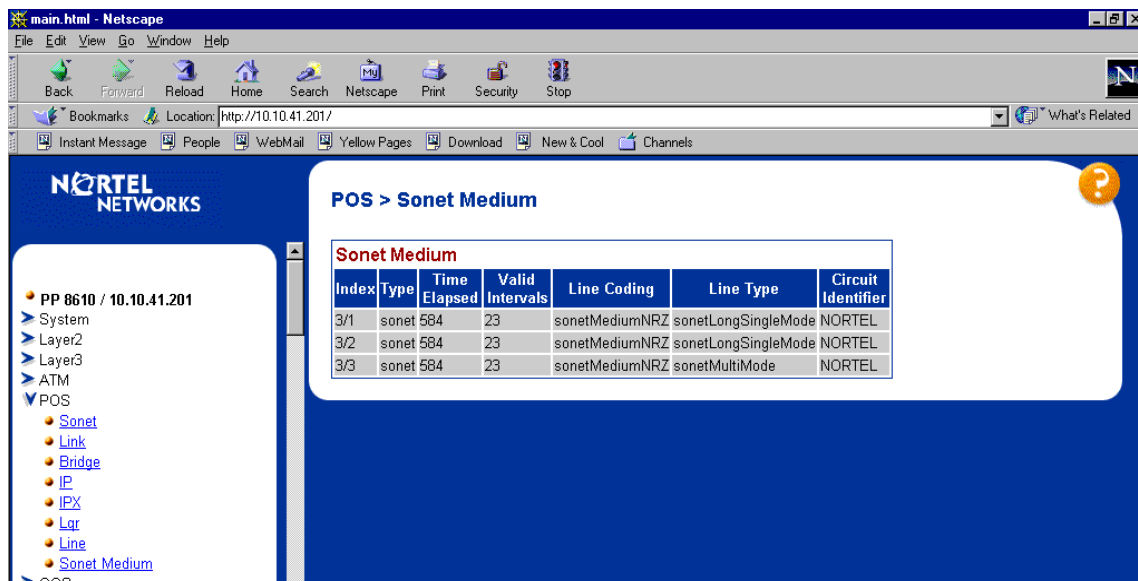 main.html - Netscape
File Edit View Go Window Help
Back Forward Reload Home Search Netscape Print Security Stop
My
N
Bookmarks Location: http://10.10.41.201/ What's Related
Instant Message People WebMail Yellow Pages Download New & Cool Channels
NORTEL
NETWORKS
POS > Sonet Medium
?
Sonet Medium
Index Type Time Elapsed Valid Intervals Line Coding Line Type Circuit Identifier
3/1 sonet 584 23 sonetMediumNRZ sonetLongSingleMode NORTEL
3/2 sonet 584 23 sonetMediumNRZ sonetLongSingleMode NORTEL
3/3 sonet 584 23 sonetMediumNRZ sonetMultiMode NORTEL
PP 8610 / 10.10.41.201
System
Layer2
Layer3
ATM
POS
Sonet
Link
Bridge
IP
IPX
Lqr
Line
Sonet Medium